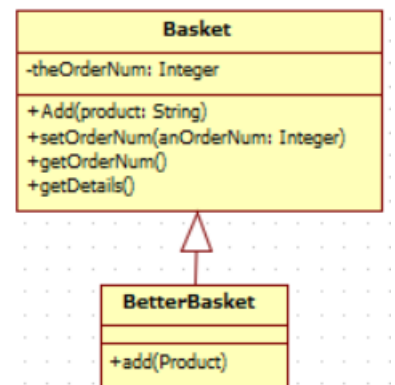 Basket
-theOrderNum: Integer
+Add(product: String)
+setOrderNum(anOrderNum: Integer)
+getOrderNum()
+getDetails()
BetterBasket
+add(Product)